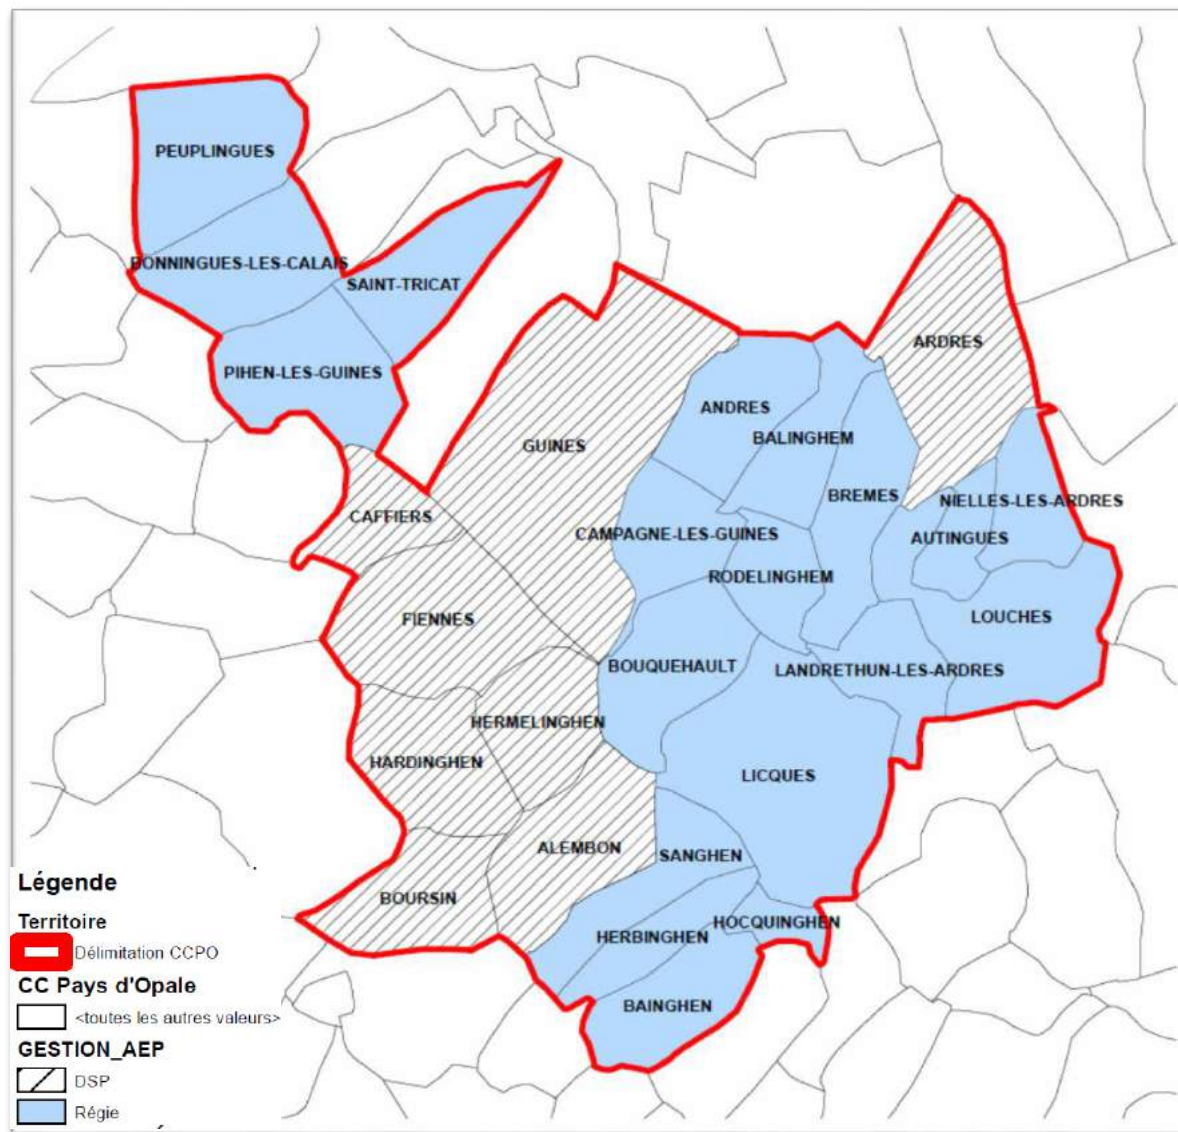 PEUPLINGUES
BONNINGUES-LES-CALAIS
SAINT-TRICAT
PIHEN-LES-GUINES
ARDRES
ANDRES
BALINGHEM
GUINES
BREMES
NIELLES-LES-ARDRES
CAFFIERS
CAMPAGNE-LES-GUINES
AUTINGUES
RODELINGHEM
FIENNES
LOUCHES
BOUQUEHAULT
LANDRETHUN-LES-ARDRES
HERMELINGHEN
HARDINGHEN
LICQUES
ALEMBON
SANGHEN
BOURSIN
HOCQUINGHEN
HERBINGHEN
BAINGHEN
Légende
Territoire
Délimitation CCPO
CC Pays d'Opale
<toutes les autres valeurs>
GESTION_AEP
DSP
Régie